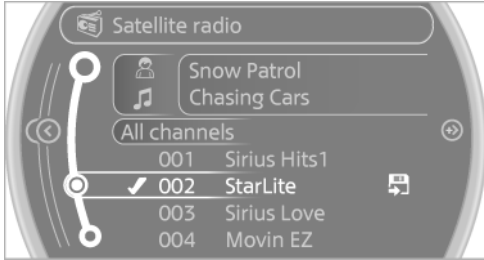 Satellite radio
Snow Patrol
Chasing Cars
All channels
001 Sirius Hits1
002 StarLite
003 Sirius Love
004 Movin EZ